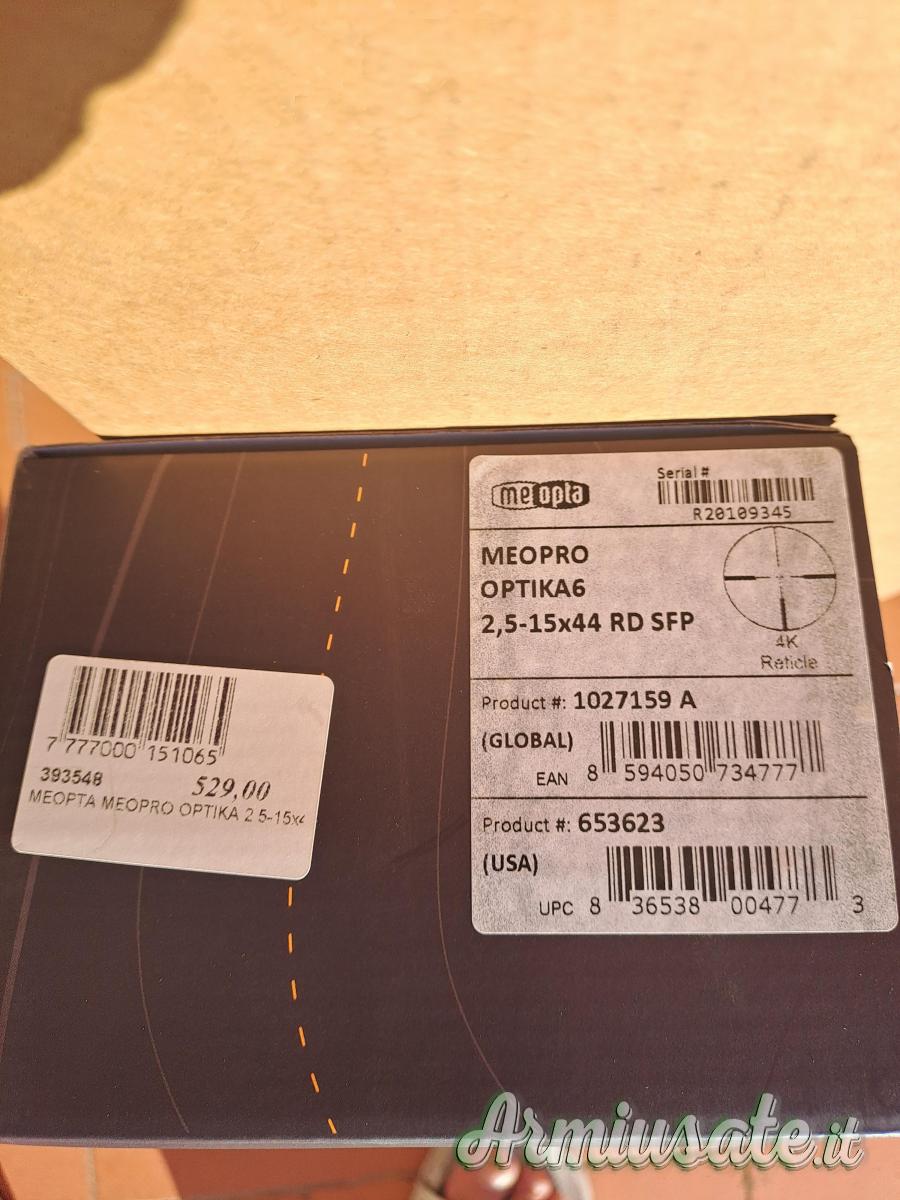 meopta
Serial #
R20109345
MEOPRO
OPTIKA6
2,5-15x44 RD SFP
4K
Reticle
Product #: 1027159 A
(GLOBAL)
EAN 8 594050 734777
Product #: 653623
(USA)
UPC 8 36538 00477 3
7 777000 151065
393548 529,00
MEOPTA MEOPRO OPTIKA 2 5-15x4
Armiusate.it